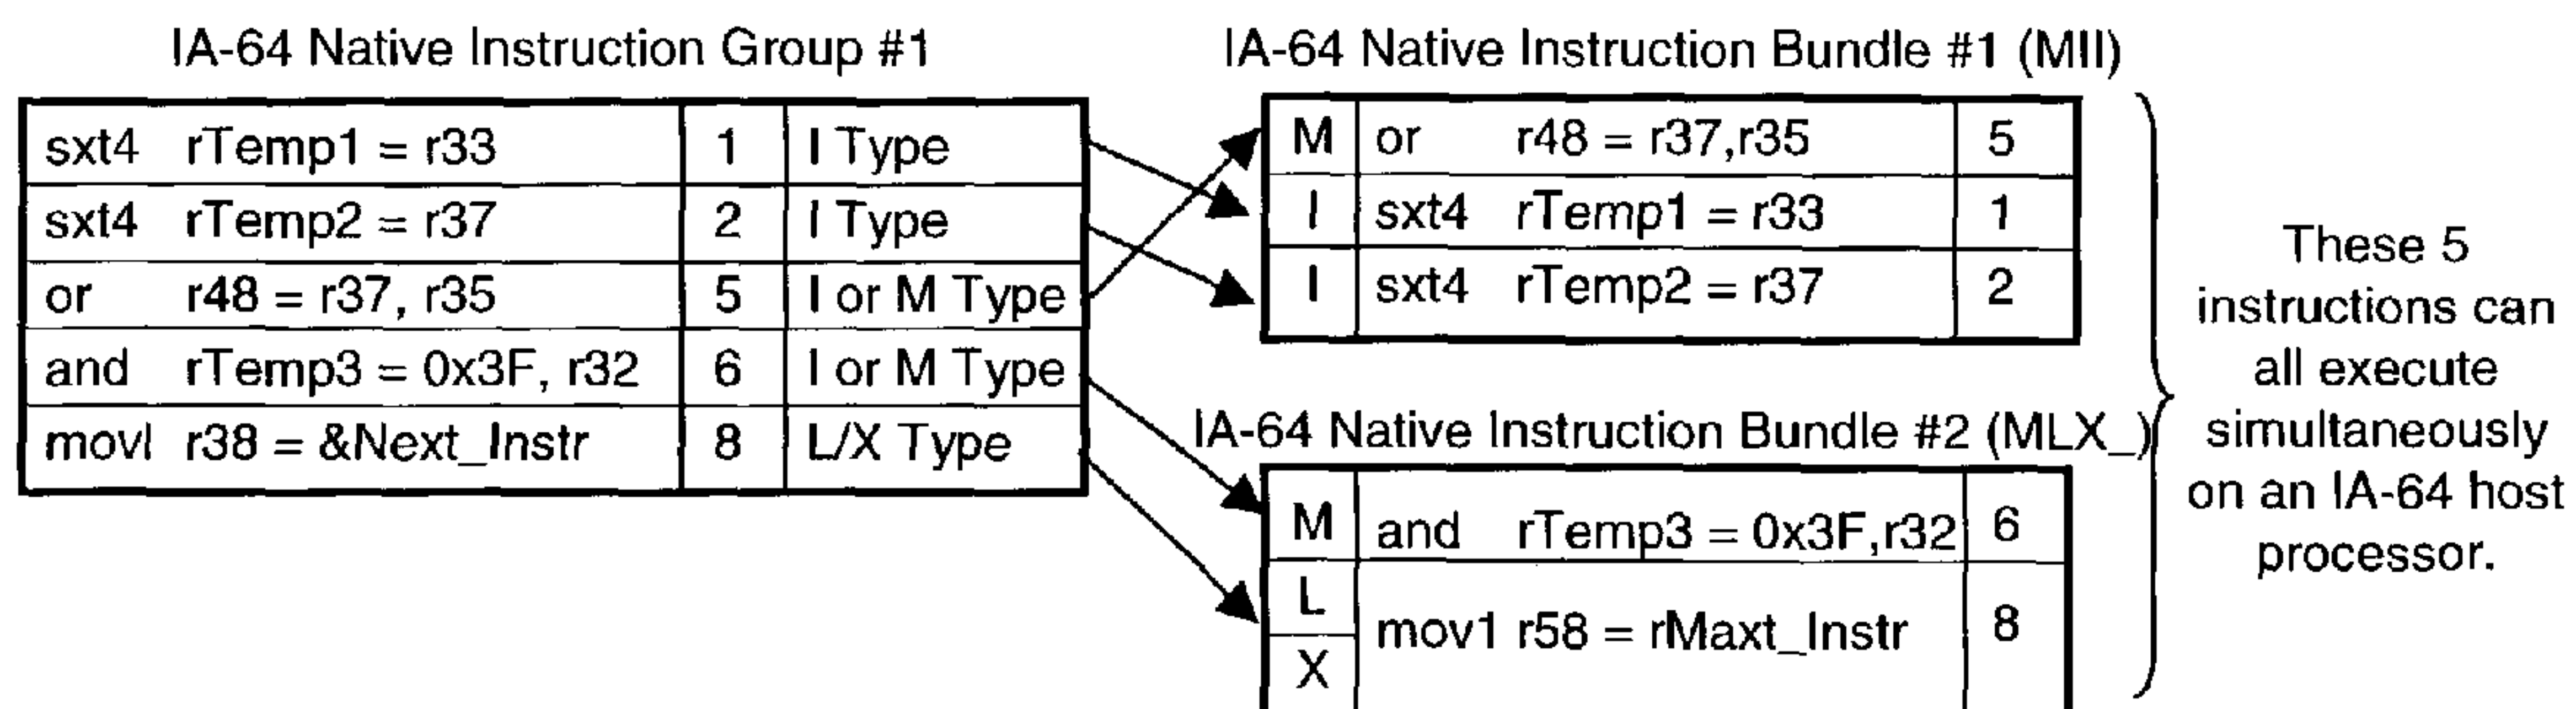 IA-64 Native Instruction Group #1
sxt4 rTemp1 = r33 1 I Type
sxt4 rTemp2 = r37 2 I Type
or r48 = r37, r35 5 I or M Type
and rTemp3 = 0x3F, r32 6 I or M Type
movl r38 = &Next_Instr 8 L/X Type
IA-64 Native Instruction Bundle #1 (MII)
M or r48 = r37,r35 5
I sxt4 rTemp1 = r33 1
I sxt4 rTemp2 = r37 2
IA-64 Native Instruction Bundle #2 (MLX_)
M and rTemp3 = 0x3F,r32 6
L
mov1 r58 = rMaxt_Instr 8
X
These 5
instructions can
all execute
simultaneously
on an IA-64 host
processor.